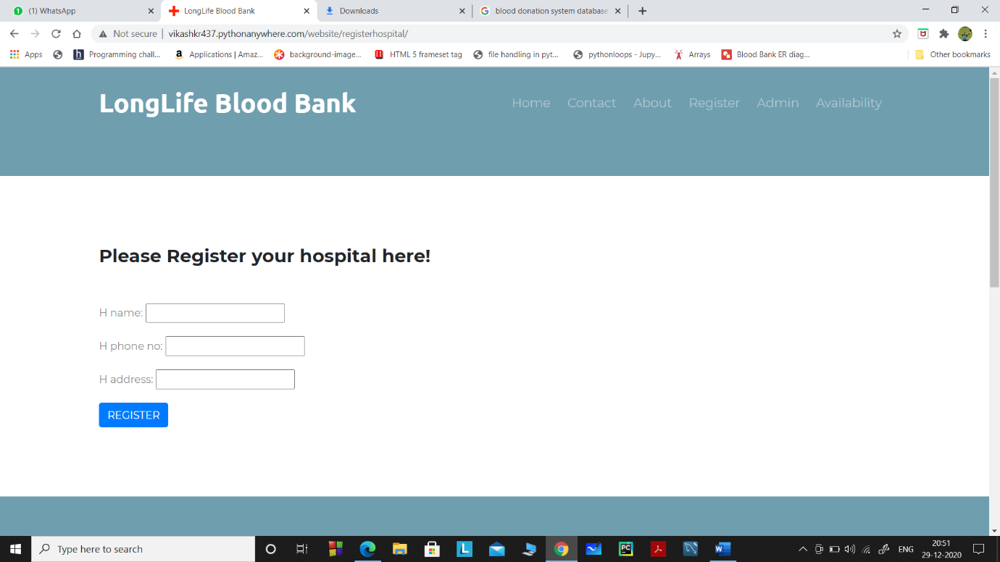 (1) WhatsApp
LongLife Blood Bank
Downloads
blood donation system database
Not secure | vikashkr437.pythonanywhere.com/website/registerhospital/
Apps
Programming chall...
Applications | Amaz...
background-image...
HTML 5 frameset tag
file handling in pyt...
pythonloops - Jupy...
Arrays
Blood Bank ER diag...
Other bookmarks
LongLife Blood Bank
Home Contact About Register Admin Availability
Please Register your hospital here!
H name:
H phone no:
H address:
REGISTER
Type here to search
ENG
20:51
29-12-2020